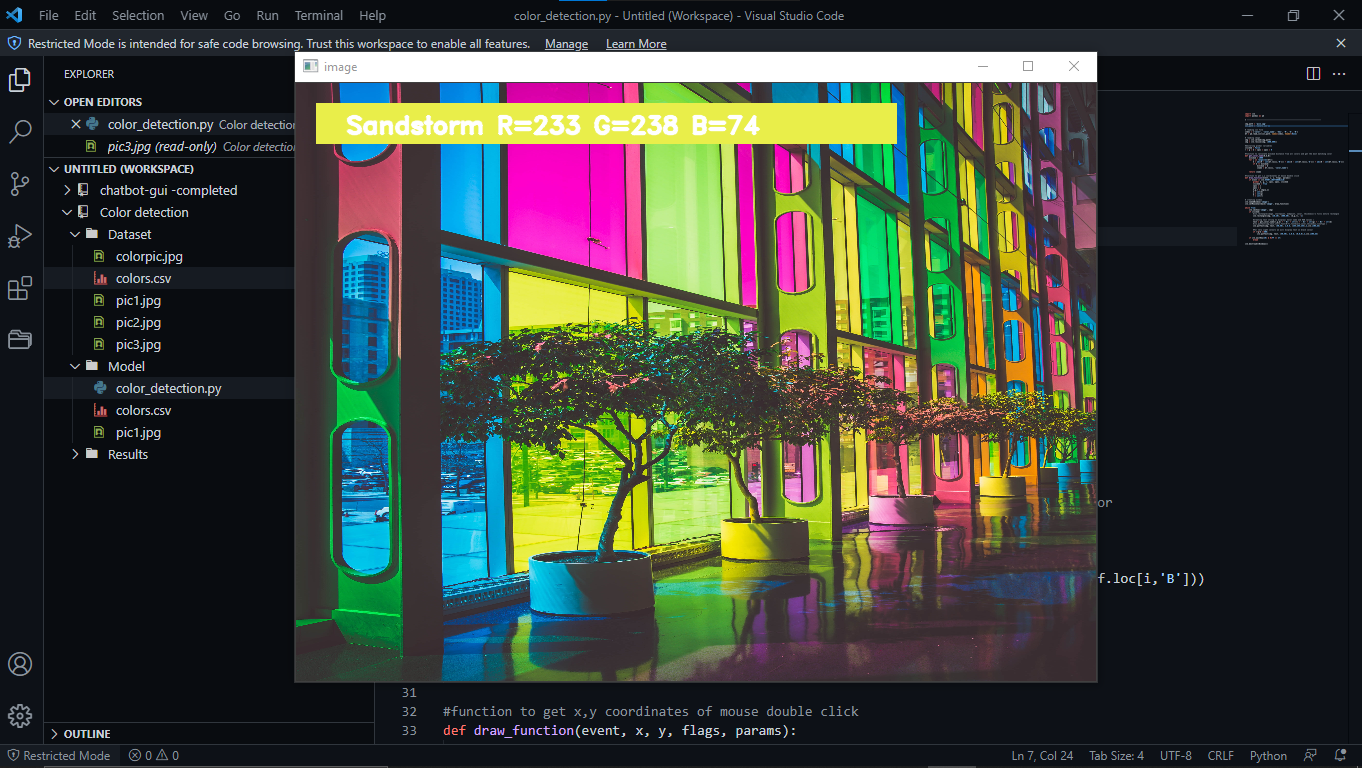 File Edit Selection View Go Run Terminal Help
color_detection.py - Untitled (Workspace) - Visual Studio Code
Restricted Mode is intended for safe code browsing. Trust this workspace to enable all features. Manage Learn More
EXPLORER
OPEN EDITORS
color_detection.py Color detection
pic3.jpg (read-only) Color detection
UNTITLED (WORKSPACE)
chatbot-gui -completed
Color detection
Dataset
colorpic.jpg
colors.csv
pic1.jpg
pic2.jpg
pic3.jpg
Model
color_detection.py
colors.csv
pic1.jpg
Results
OUTLINE
image
Sandstorm R=233 G=238 B=74
or
f.loc[i,'B']))
31
32 #function to get x,y coordinates of mouse double click
33 def draw_function(event, x, y, flags, params):
Restricted Mode 0 0 Ln 7, Col 24 Tab Size: 4 UTF-8 CRLF Python